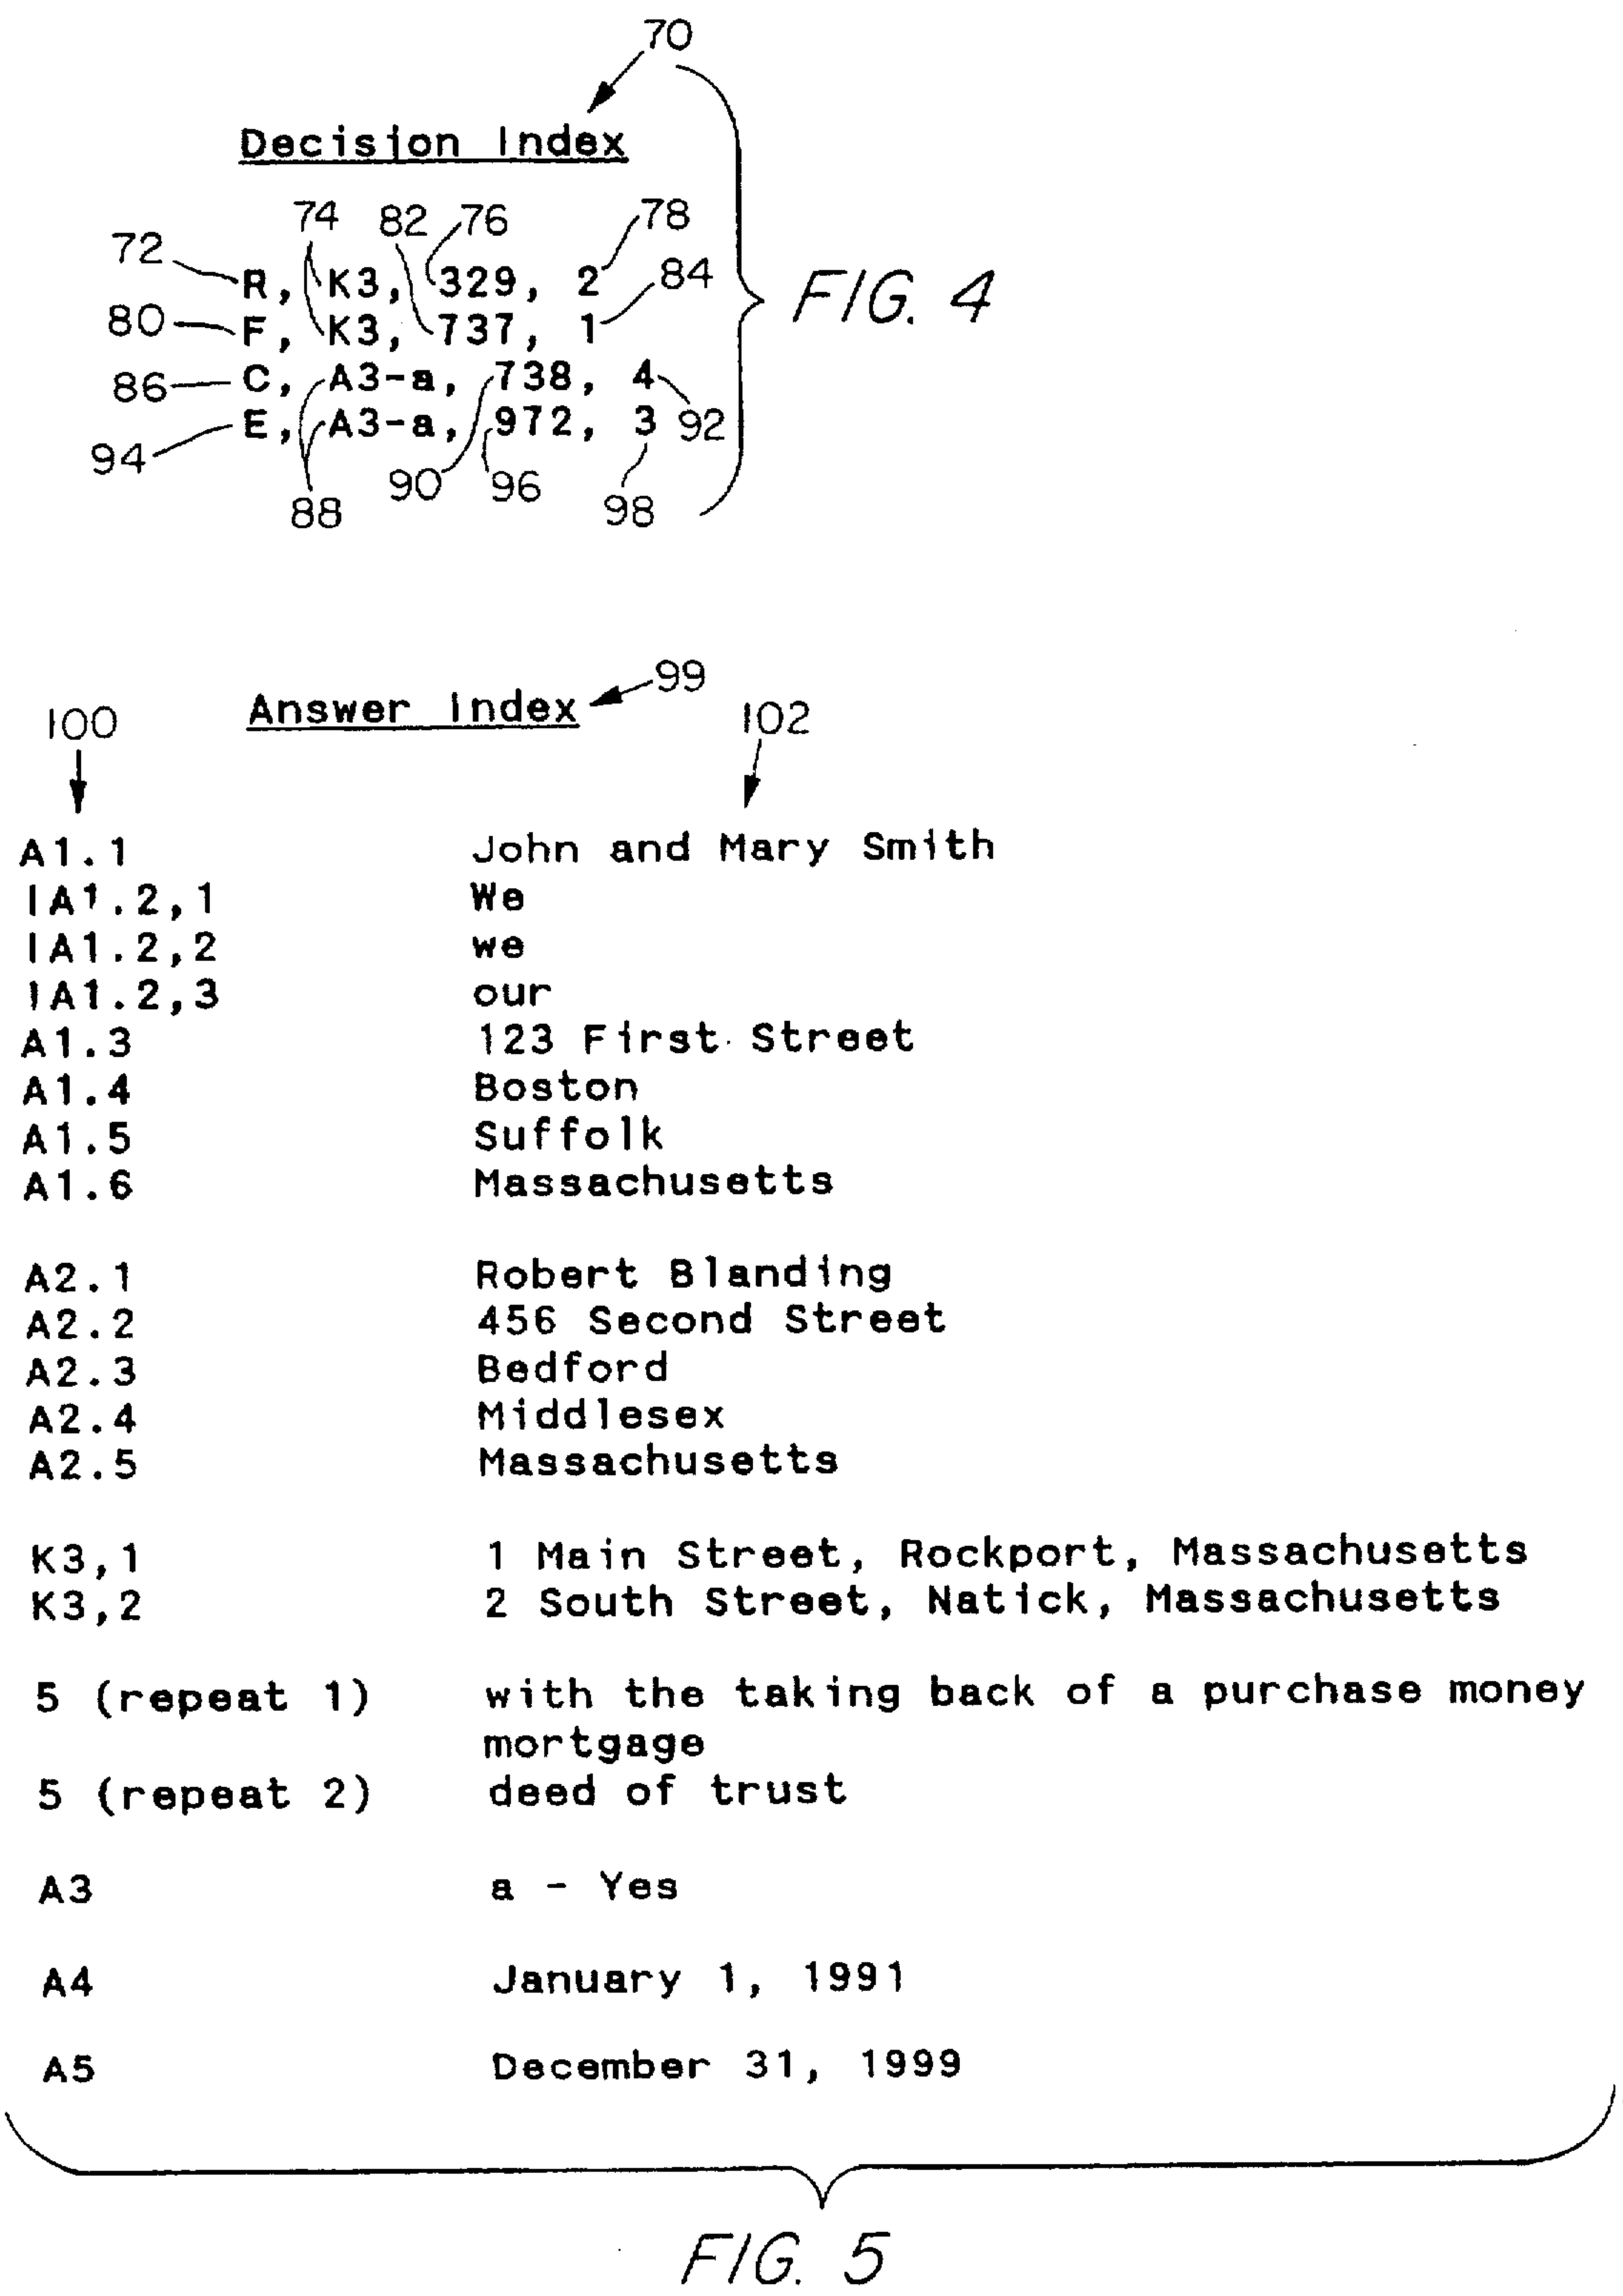 70
Decision Index
74 82 76 78
72 R, K3, 329, 2 84
80 F, K3, 737, 1
86 C, A3-a, 738, 4
94 E, A3-a, 972, 3 92
88 90 96 98
FIG. 4
Answer Index 99
100 102
A1.1 John and Mary Smith
IA1.2,1 We
IA1.2,2 we
IA1.2,3 our
A1.3 123 First Street
A1.4 Boston
A1.5 Suffolk
A1.6 Massachusetts
A2.1 Robert Blanding
A2.2 456 Second Street
A2.3 Bedford
A2.4 Middlesex
A2.5 Massachusetts
K3,1 1 Main Street, Rockport, Massachusetts
K3,2 2 South Street, Natick, Massachusetts
5 (repeat 1) with the taking back of a purchase money
mortgage
5 (repeat 2) deed of trust
A3 a - Yes
A4 January 1, 1991
A5 December 31, 1999
FIG. 5